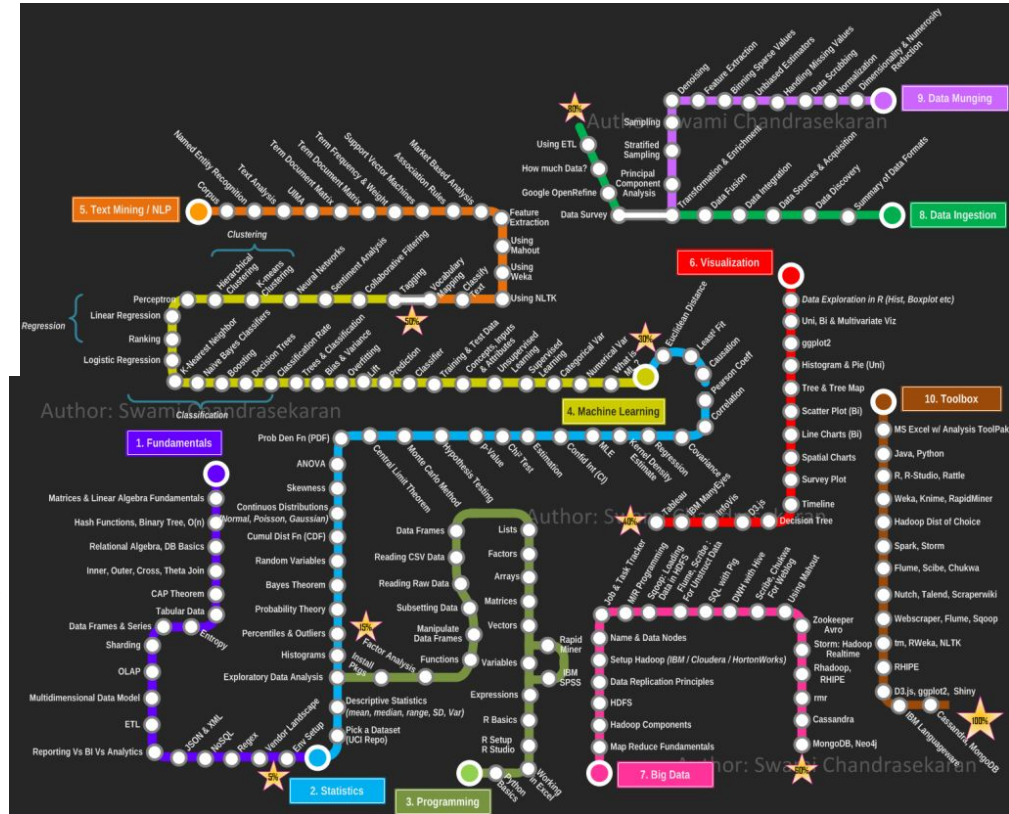 Denoising
Feature Extraction
Binning Sparse Values
Unbiased Estimators
Handling Missing Values
Data Scrubbing
Normalization
Dimensionality & Numerosity
Reduction
9. Data Munging
Author: Swami Chandrasekaran
Sampling
Stratified
Sampling
Principal
Component
Analysis
Using ETL
How much Data?
Google OpenRefine
Data Survey
Transformation & Enrichment
Data Fusion
Data Integration
Data Sources & Acquisition
Data Discovery
Summary of Data Formats
8. Data Ingestion
5. Text Mining / NLP
Corpus
Named Entity
Recognition
Text Analysis
UIMA
Term Document
Matrix
Term Document
Matrix
Term Frequency
& Weight
Support Vector
Machines
Association
Rules
Market Based
Analysis
Feature
Extraction
Using
Mahout
Using
Weka
Using NLTK
Classify
Text
Vocabulary
Mapping
Tagging
50%
Clustering
Collaborative Filtering
Sentiment Analysis
Neural Networks
K-means
Clustering
Hierarchical
Clustering
Perceptron
Linear Regression
Regression
Ranking
Logistic Regression
K-Nearest Neighbor
Naive Bayes Classifiers
Boosting
Decision Trees
Classification Rate
Trees & Classification
Bias & Variance
Overfitting
Lift
Prediction
Classifier
Training & Test Data
Concepts, Inputs
& Attributes
Unsupervised
Learning
Supervised
Learning
Categorical Var
Numerical Var
What is
ML?
30%
4. Machine Learning
Classification
Author: Swami Chandrasekaran
Euclidean Distance
Least² Fit
Causation
Pearson Coeff
Correlation
Covariance
Regression
Kernel Density
Estimate
MLE
Confid Int (CI)
Estimation
Chi² Test
p-Value
Hypothesis Testing
Monte Carlo Method
Central Limit Theorem
Prob Den Fn (PDF)
ANOVA
Skewness
Continuos Distributions
(Normal, Poisson, Gaussian)
Cumul Dist Fn (CDF)
Random Variables
Bayes Theorem
Probability Theory
Percentiles & Outliers
Histograms
Exploratory Data Analysis
Descriptive Statistics
(mean, median, range, SD, Var)
Pick a Dataset
(UCI Repo)
2. Statistics
1. Fundamentals
Matrices & Linear Algebra Fundamentals
Hash Functions, Binary Tree, O(n)
Relational Algebra, DB Basics
Inner, Outer, Cross, Theta Join
CAP Theorem
Tabular Data
Entropy
Data Frames & Series
Sharding
OLAP
Multidimensional Data Model
ETL
Reporting Vs BI Vs Analytics
JSON & XML
NoSQL
Regex
Vendor Landscape
Env Setup
5%
15%
Install
Pkgs
Factor Analysis
Functions
Manipulate
Data Frames
Subsetting Data
Reading Raw Data
Reading CSV Data
Data Frames
Lists
Factors
Arrays
Matrices
Vectors
Variables
Rapid
Miner
IBM
SPSS
Expressions
R Basics
R Setup
R Studio
Working
in Excel
Python
Basics
3. Programming
6. Visualization
Data Exploration in R (Hist, Boxplot etc)
Uni, Bi & Multivariate Viz
ggplot2
Histogram & Pie (Uni)
Tree & Tree Map
Scatter Plot (Bi)
Line Charts (Bi)
Spatial Charts
Survey Plot
Timeline
Decision Tree
D3.js
InfoVis
IBM ManyEyes
Tableau
Job & Task Tracker
M/R Programming
Sqoop: Loading
Data in HDFS
Flume, Scribe :
For Unstruct Data
SQL with Pig
DWH with Hive
Scribe, Chukwa
For Weblog
Using Mahout
Zookeeper
Avro
Storm: Hadoop
Realtime
Rhadoop,
RHIPE
rmr
Cassandra
MongoDB, Neo4j
Name & Data Nodes
Setup Hadoop (IBM / Cloudera / HortonWorks)
Data Replication Principles
HDFS
Hadoop Components
Map Reduce Fundamentals
7. Big Data
Author: Swami Chandrasekaran
10. Toolbox
MS Excel w/ Analysis ToolPak
Java, Python
R, R-Studio, Rattle
Weka, Knime, RapidMiner
Hadoop Dist of Choice
Spark, Storm
Flume, Scibe, Chukwa
Nutch, Talend, Scraperwiki
Webscraper, Flume, Sqoop
tm, RWeka, NLTK
RHIPE
D3.js, ggplot2, Shiny
IBM Languageware
Cassandra, MongoDB
100%